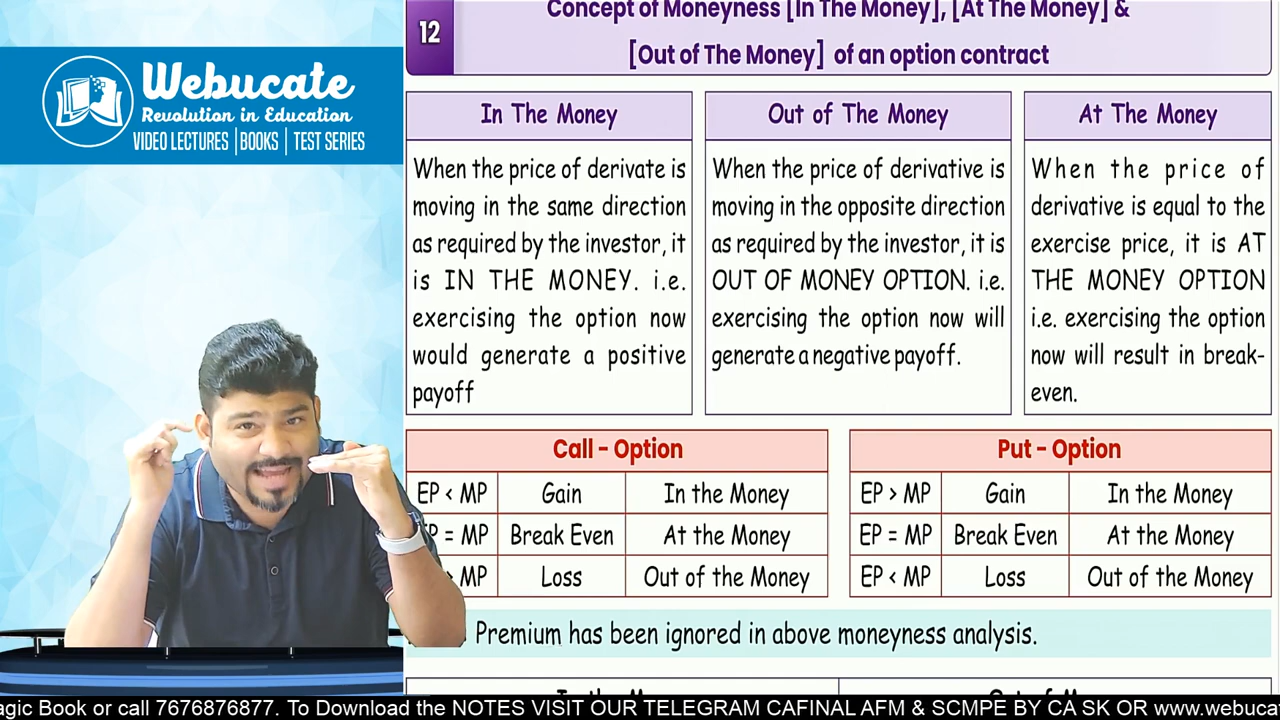 Webucate
Revolution in Education
VIDEO LECTURES | BOOKS | TEST SERIES
12
Concept of Moneyness [In The Money], [At The Money] &
[Out of The Money] of an option contract
In The Money
When the price of derivate is
moving in the same direction
as required by the investor, it
is IN THE MONEY. i.e.
exercising the option now
would generate a positive
payoff
Out of The Money
When the price of derivative is
moving in the opposite direction
as required by the investor, it is
OUT OF MONEY OPTION. i.e.
exercising the option now will
generate a negative payoff.
At The Money
When the price of
derivative is equal to the
exercise price, it is AT
THE MONEY OPTION
i.e. exercising the option
now will result in break-
even.
Call - Option
EP < MP Gain In the Money
= MP Break Even At the Money
MP Loss Out of the Money
Put - Option
EP > MP Gain In the Money
EP = MP Break Even At the Money
EP < MP Loss Out of the Money
Premium has been ignored in above moneyness analysis.
agic Book or call 7676876877. To Download the NOTES VISIT OUR TELEGRAM CAFINAL AFM & SCMPE BY CA SK OR www.webuca